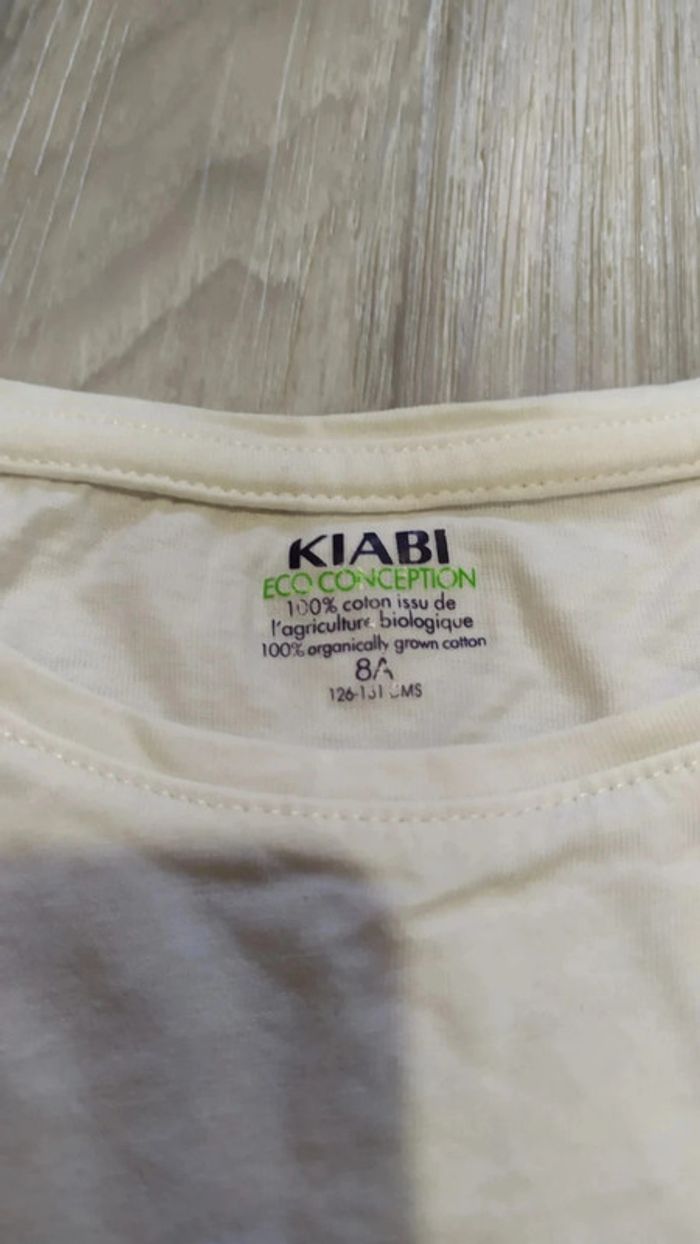 KIABI
ECO CONCEPTION
100% coton issu de
l'agriculture biologique
100% organically grown cotton
8A
126-131 CMS